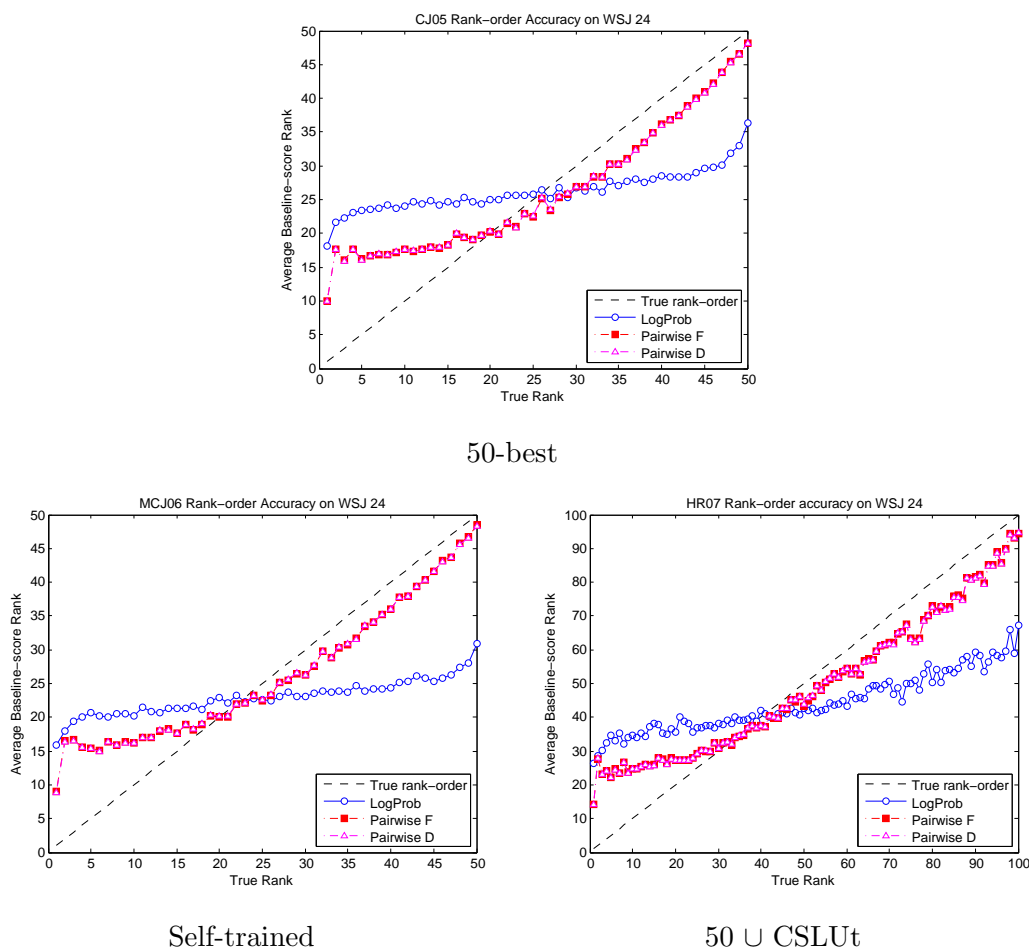 CJ05 Rank−order Accuracy on WSJ 24
Average Baseline−score Rank
50
45
40
35
30
25
20
15
10
5
0
0 5 10 15 20 25 30 35 40 45 50
True Rank
True rank−order
LogProb
Pairwise F
Pairwise D
50-best
MCJ06 Rank−order Accuracy on WSJ 24
Average Baseline−score Rank
50
45
40
35
30
25
20
15
10
5
0
0 5 10 15 20 25 30 35 40 45 50
True Rank
True rank−order
LogProb
Pairwise F
Pairwise D
Self-trained
HR07 Rank−order accuracy on WSJ 24
Average Baseline−score Rank
100
90
80
70
60
50
40
30
20
10
0
0 10 20 30 40 50 60 70 80 90 100
True Rank
True rank−order
LogProb
Pairwise F
Pairwise D
50 ∪ CSLUt